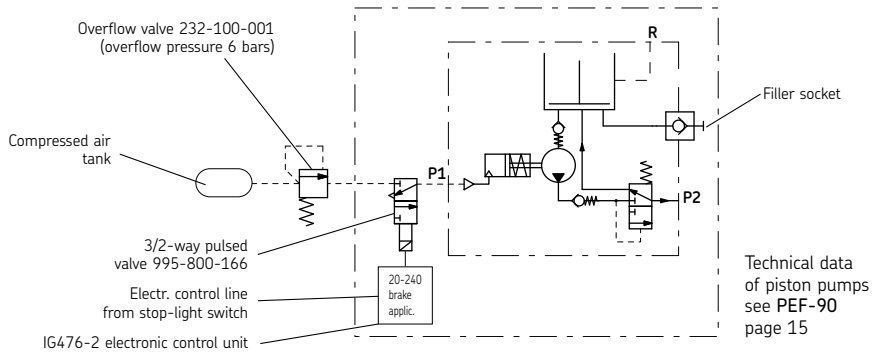 Overflow valve 232-100-001
(overflow pressure 6 bars)
R
Filler socket
Compressed air
tank
P1
P2
3/2-way pulsed
valve 995-800-166
20-240
brake
applic.
Electr. control line
from stop-light switch
IG476-2 electronic control unit
Technical data
of piston pumps
see PEF-90
page 15